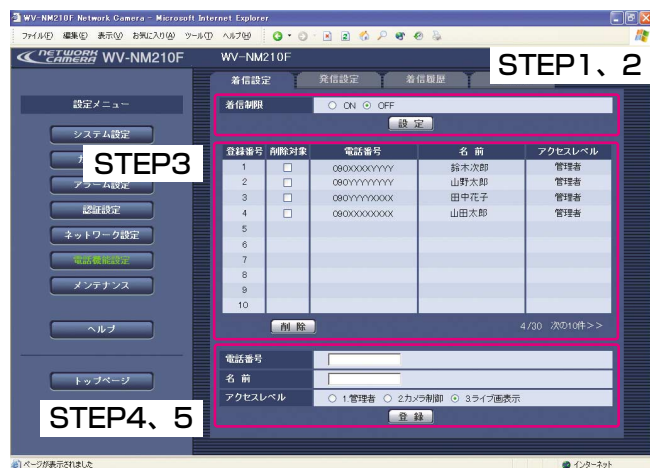 WV-NM210F Network Camera - Microsoft Internet Explorer
ファイル(F) 編集(E) 表示(V) お気に入り(A) ツール(T) ヘルプ(H)
NETWORK CAMERA WV-NM210F
WV-NM210F
STEP1、2
着信設定 発信設定 着信履歴
設定メニュー
システム設定
STEP3
アラーム設定
認証設定
ネットワーク設定
電話機能設定
メンテナンス
ヘルプ
トップページ
STEP4、5
着信制限 ON OFF
設 定
登録番号 削除対象 電話番号 名 前 アクセスレベル
1 090XXXXYYYY 鈴木次郎 管理者
2 090YYYYYYYY 山野太郎 管理者
3 090YYYYXXXX 田中花子 管理者
4 090XXXXXXXX 山田太郎 管理者
5
6
7
8
9
10
削 除 4/30 次の10件>>
電話番号
名 前
アクセスレベル 1.管理者 2.カメラ制御 3.ライブ画表示
登 録
ページが表示されました インターネット